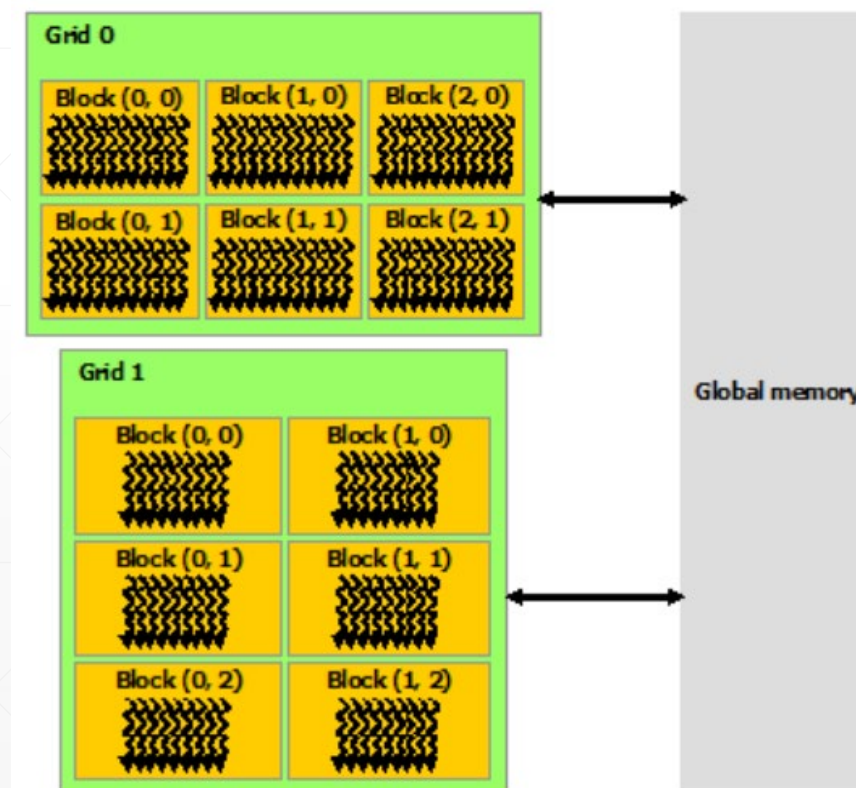 Grid 0
Block (0, 0) Block (1, 0) Block (2, 0)
Block (0, 1) Block (1, 1) Block (2, 1)
Grid 1
Global memory
Block (0, 0) Block (1, 0)
Block (0, 1) Block (1, 1)
Block (0, 2) Block (1, 2)